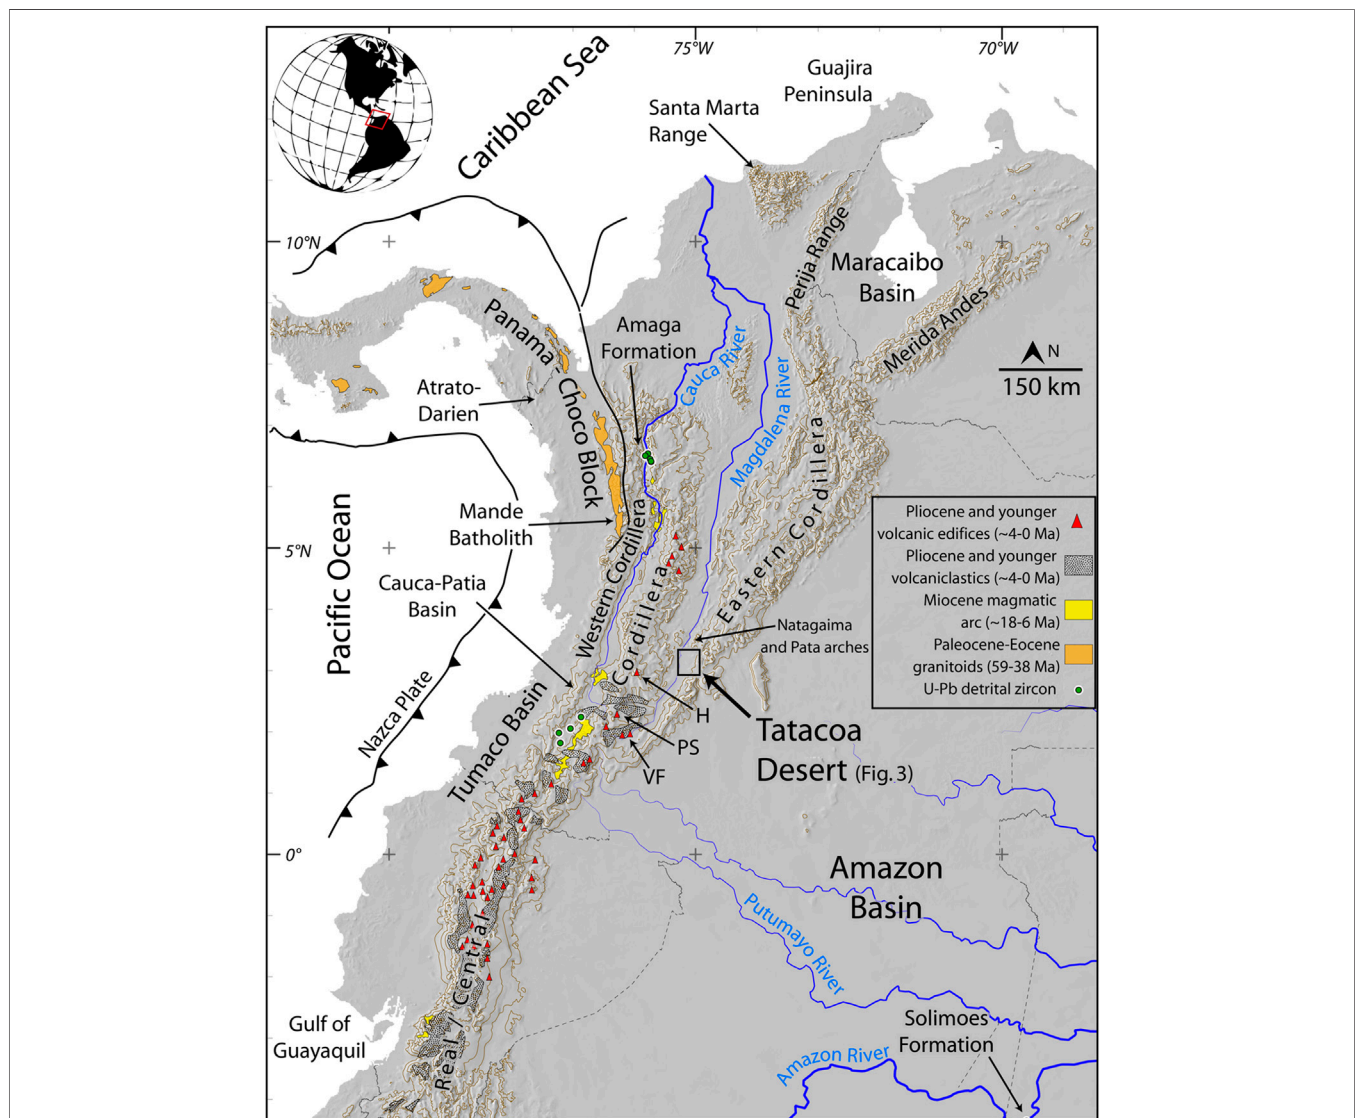 75°W
70°W
Caribbean Sea
Guajira
Peninsula
Santa Marta
Range
10°N
Perija Range
Maracaibo
Basin
Merida Andes
Panama - Choco Block
Amaga
Formation
Cauca River
Magdalena River
N
150 km
Atrato-
Darien
Eastern Cordillera
Pacific Ocean
Mande
Batholith
5°N
Western Cordillera
Cauca-Patia
Basin
Pliocene and younger
volcanic edifices (~4-0 Ma)
Pliocene and younger
volcaniclastics (~4-0 Ma)
Miocene magmatic
arc (~18-6 Ma)
Paleocene-Eocene
granitoids (59-38 Ma)
U-Pb detrital zircon
Natagaima
and Pata arches
Nazca Plate
Tumaco Basin
H
PS
VF
Tatacoa
Desert (Fig. 3)
0°
Amazon
Basin
Putumayo River
Real / Central Cordillera
Gulf of
Guayaquil
Solimoes
Formation
Amazon River